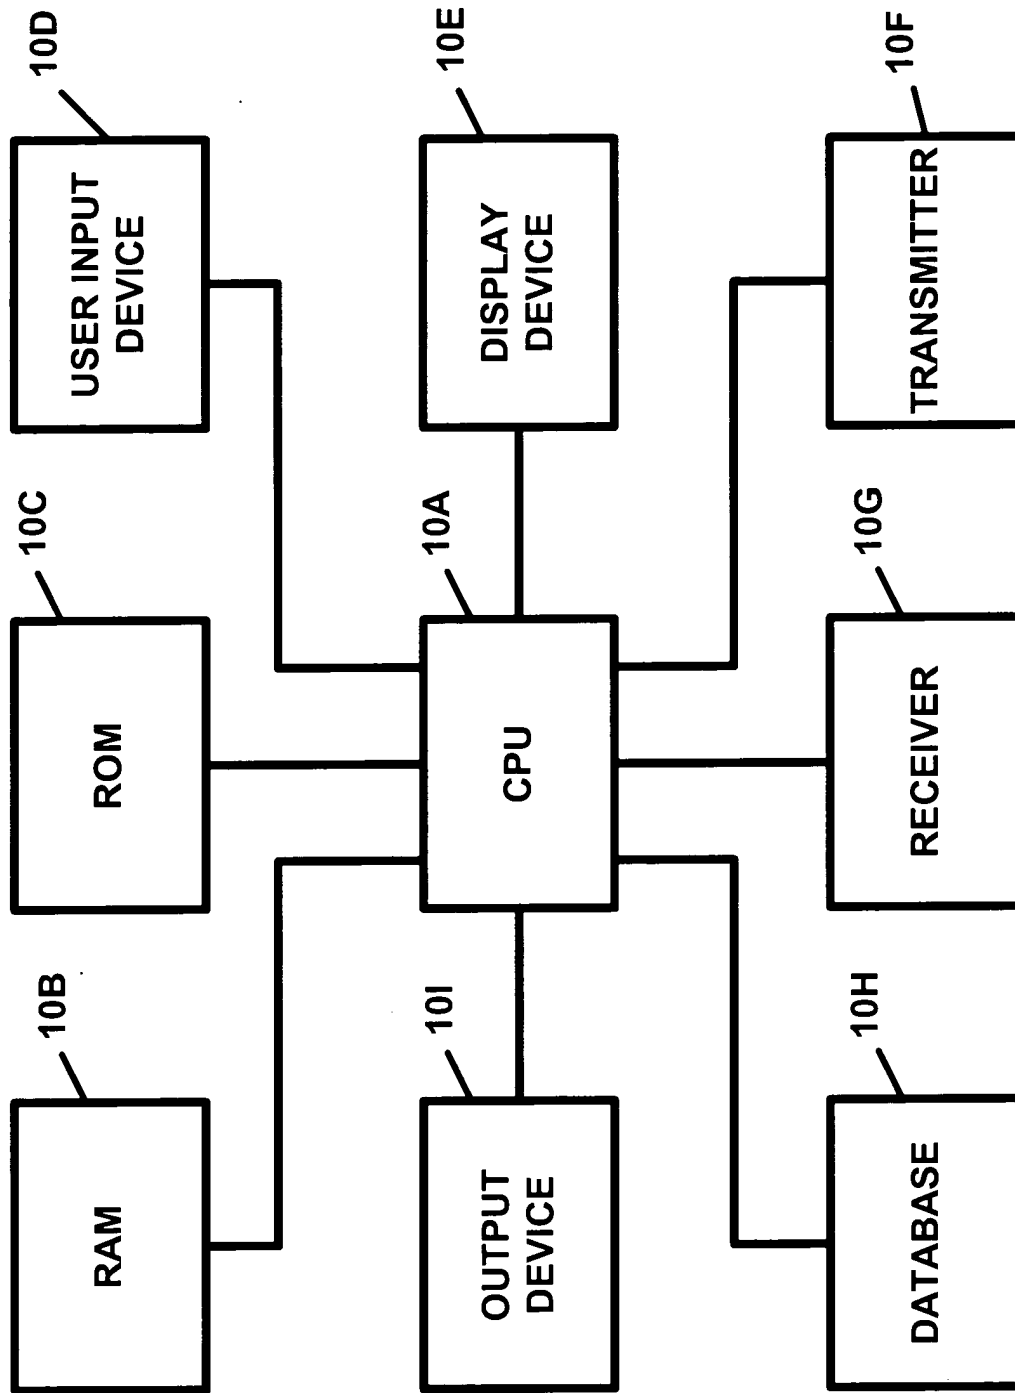 10B
10C
10D
RAM
ROM
USER INPUT
DEVICE
10I
10A
10E
OUTPUT
DEVICE
CPU
DISPLAY
DEVICE
10H
10G
10F
DATABASE
RECEIVER
TRANSMITTER